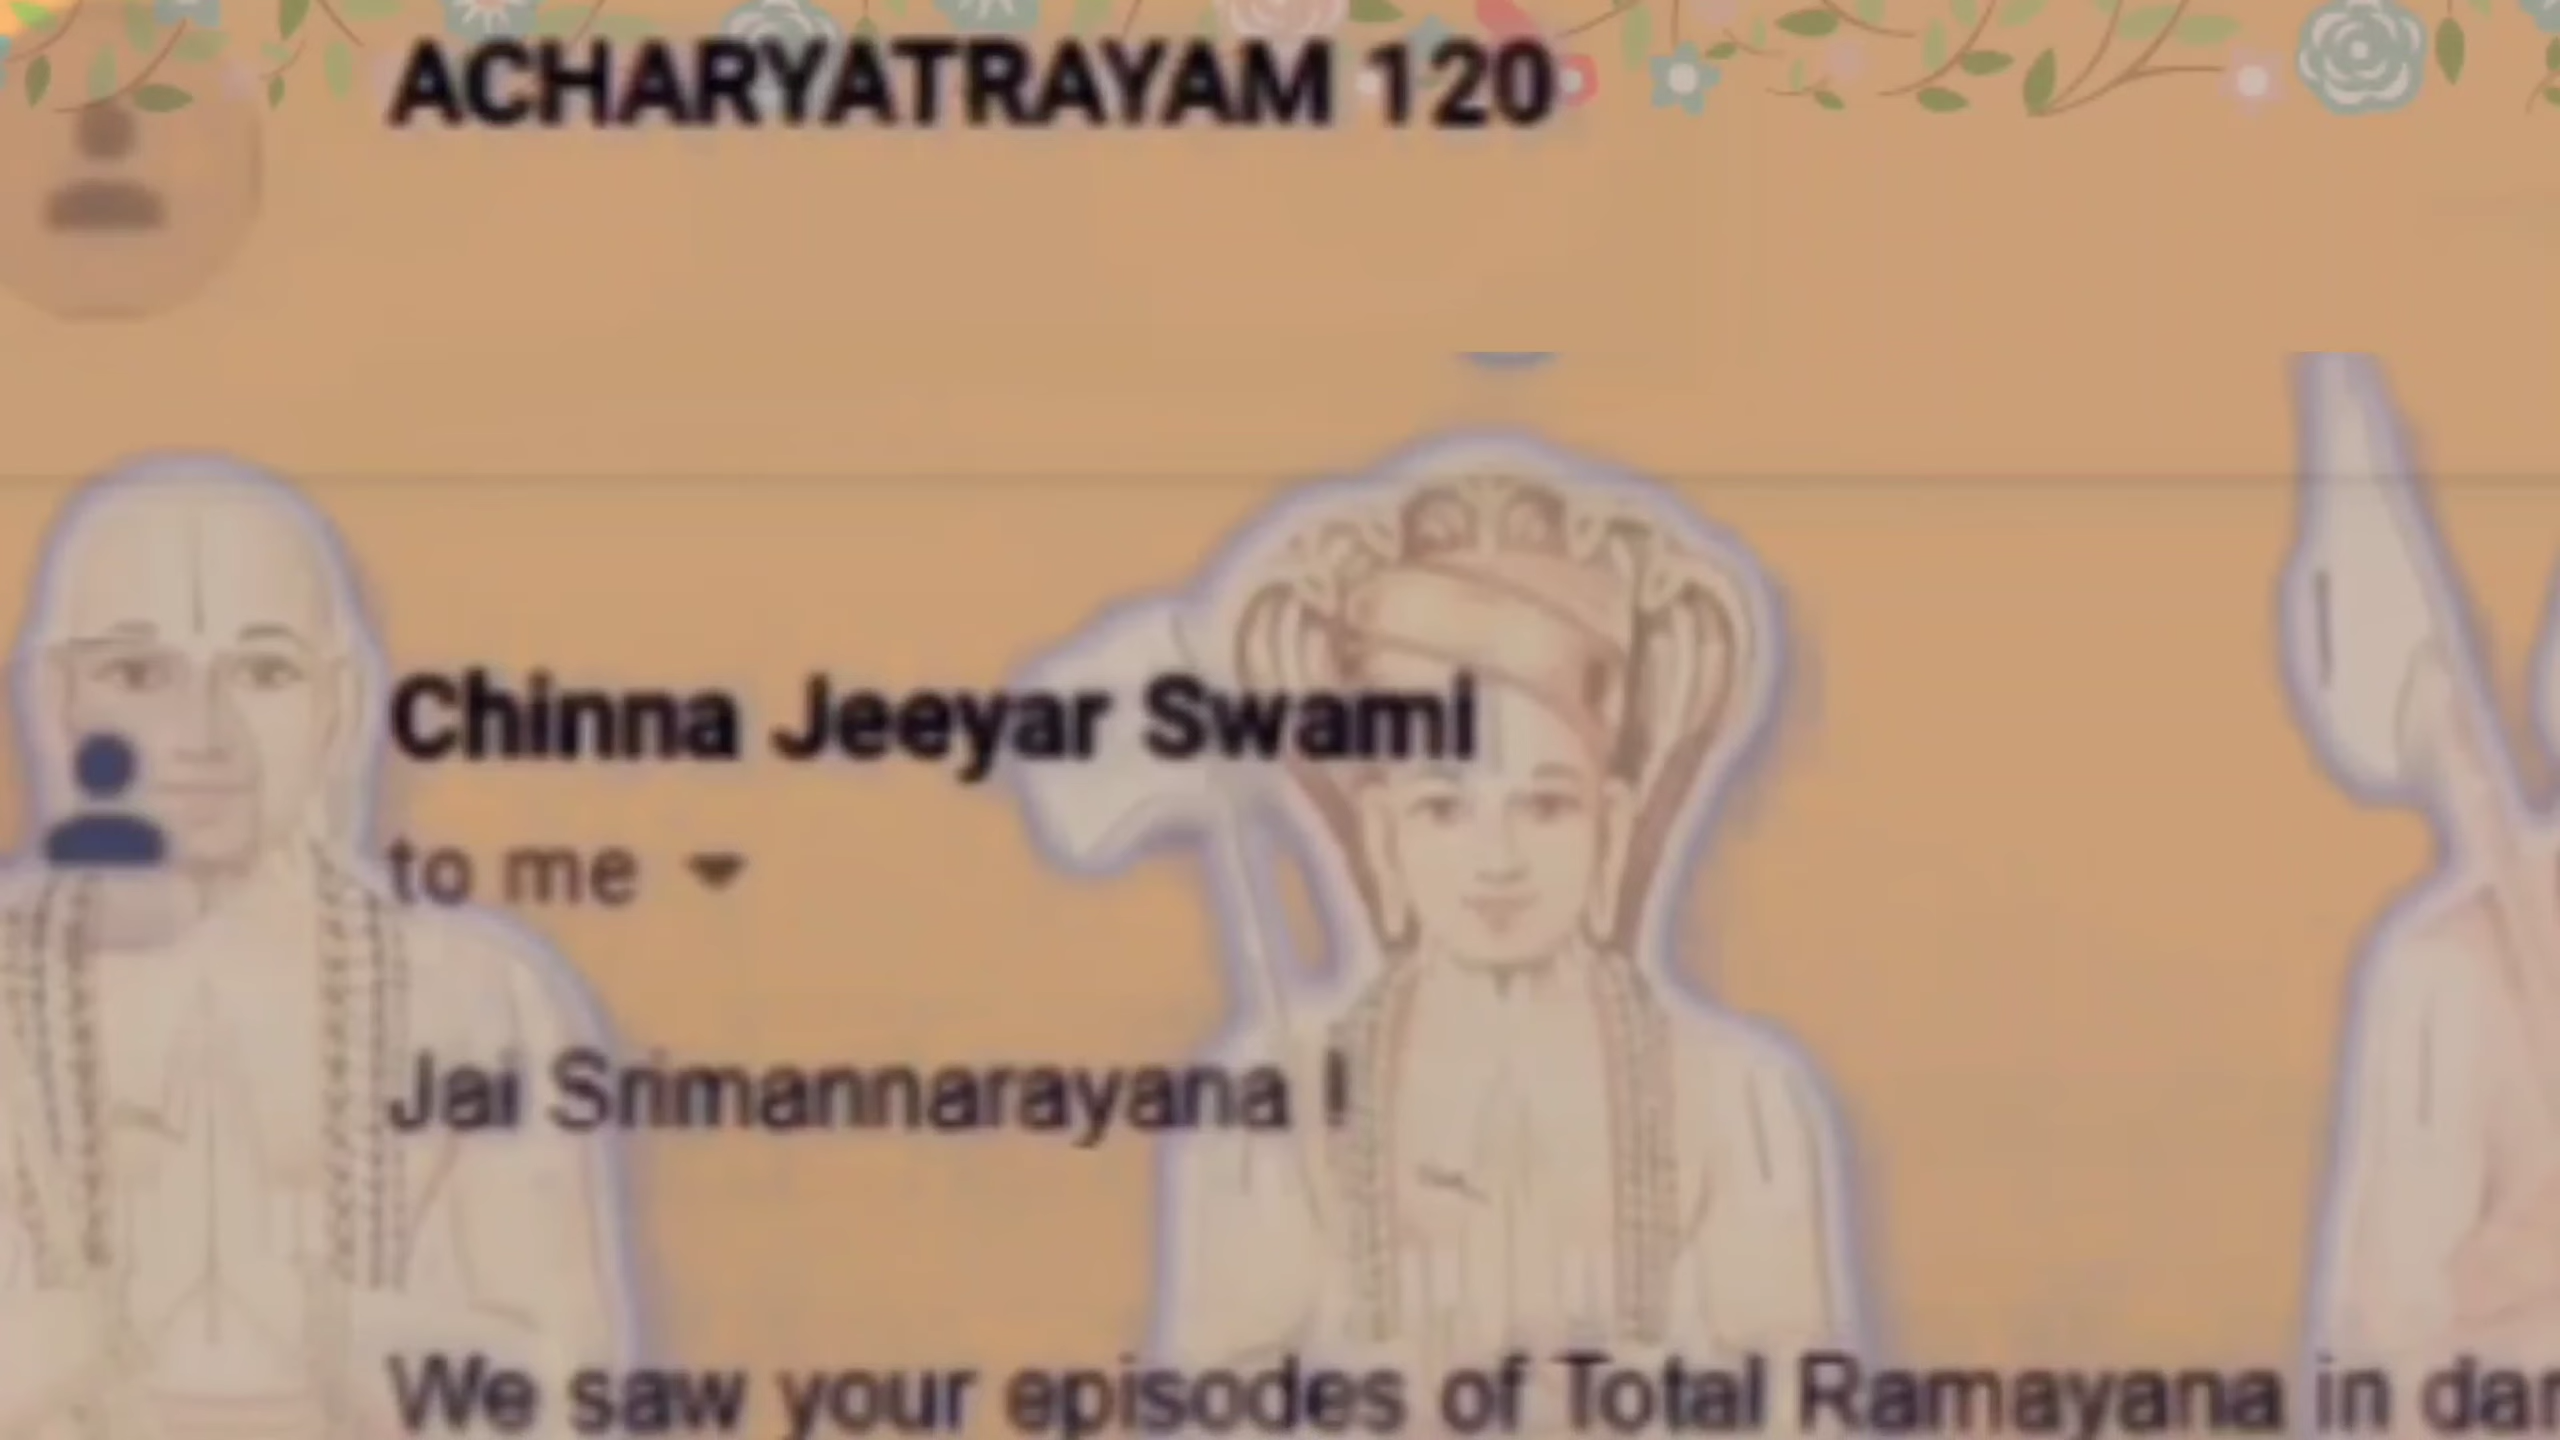 ACHARYATRAYAM 120
Chinna Jeeyar Swami
to me
Jai Srimannarayana !
We saw your episodes of Total Ramayana in